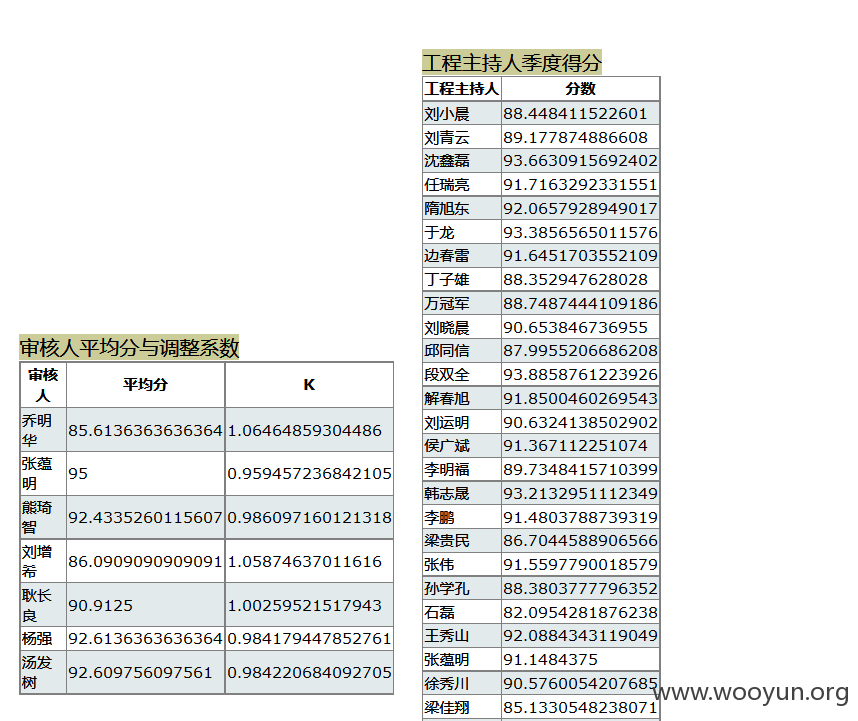 审核人平均分与调整系数
审核人 平均分 K
乔明华 85.6136363636364 1.06464859304486
张蕴明 95 0.959457236842105
熊琦智 92.4335260115607 0.986097160121318
刘增希 86.0909090909091 1.05874637011616
耿长良 90.9125 1.00259521517943
杨强 92.6136363636364 0.984179447852761
汤发树 92.609756097561 0.984220684092705
工程主持人季度得分
工程主持人 分数
刘小晨 88.448411522601
刘青云 89.177874886608
沈鑫磊 93.6630915692402
任瑞亮 91.7163292331551
隋旭东 92.0657928949017
于龙 93.3856565011576
边春雷 91.6451703552109
丁子雄 88.352947628028
万冠军 88.7487444109186
刘晓晨 90.653846736955
邱同信 87.9955206686208
段双全 93.8858761223926
解春旭 91.8500460269543
刘运明 90.6324138502902
侯广斌 91.367112251074
李明福 89.7348415710399
韩志晟 93.2132951112349
李鹏 91.4803788739319
梁贵民 86.7044588906566
张伟 91.5597790018579
孙学孔 88.3803777796352
石磊 82.0954281876238
王秀山 92.0884343119049
张蕴明 91.1484375
徐秀川 90.5760054207685
梁佳翔 85.1330548238071
www.wooyun.org